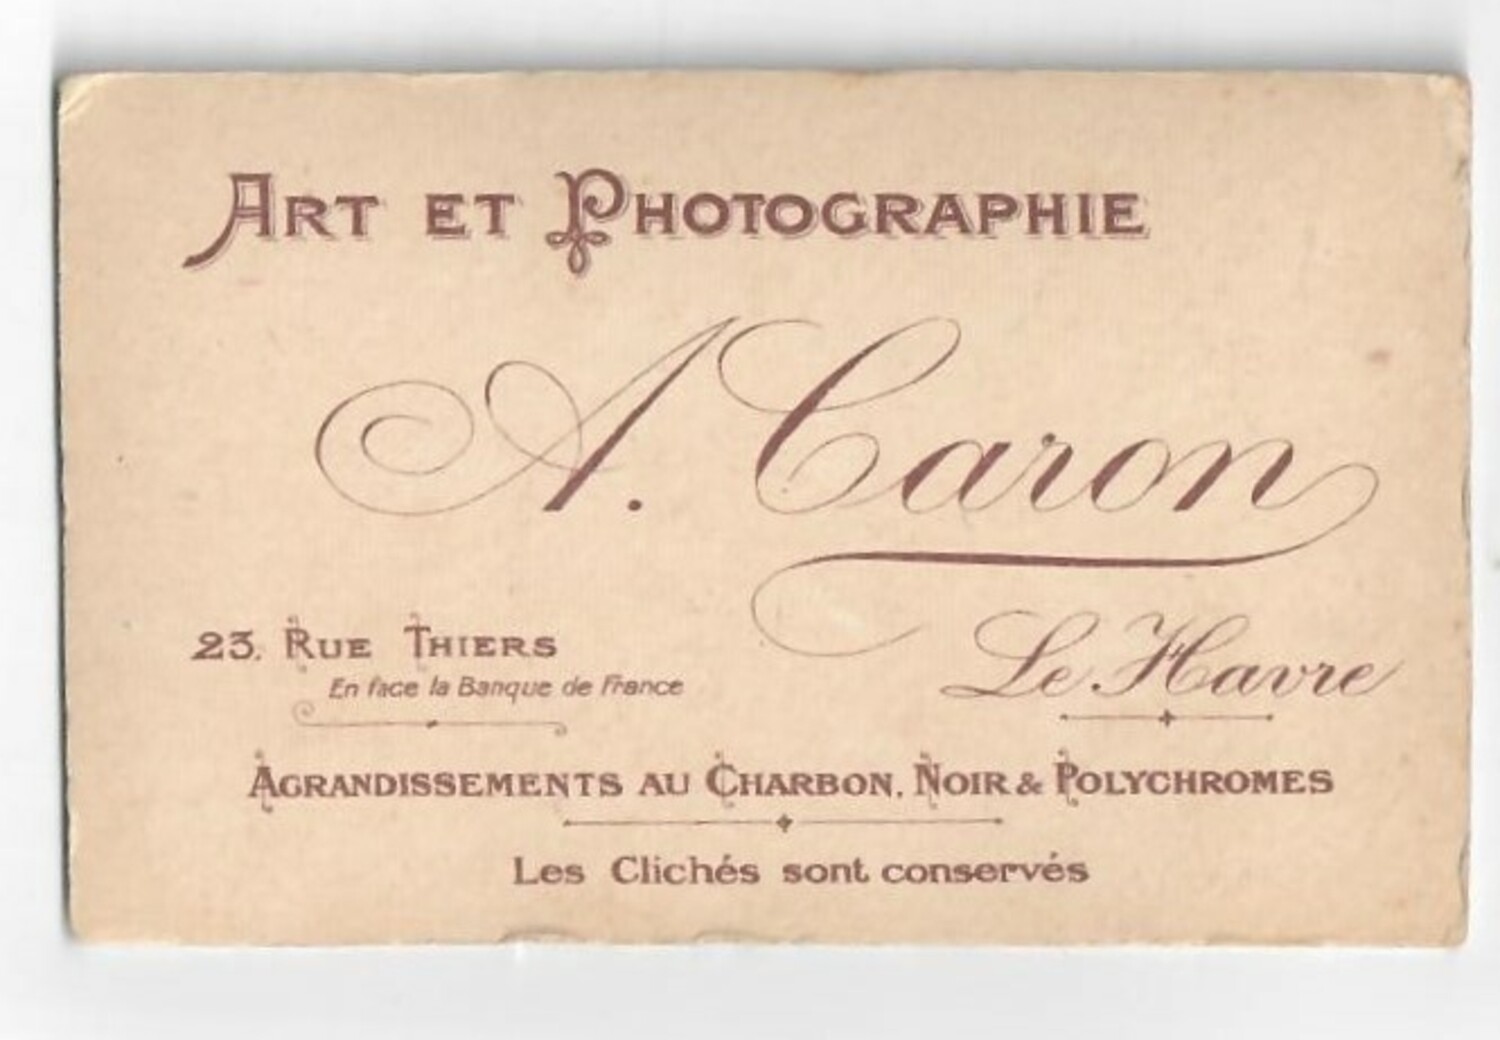 Art et Photographie
A. Caron
23, Rue Thiers
En face la Banque de France
Le Havre
Agrandissements au Charbon, Noir & Polychromes
Les Clichés sont conservés